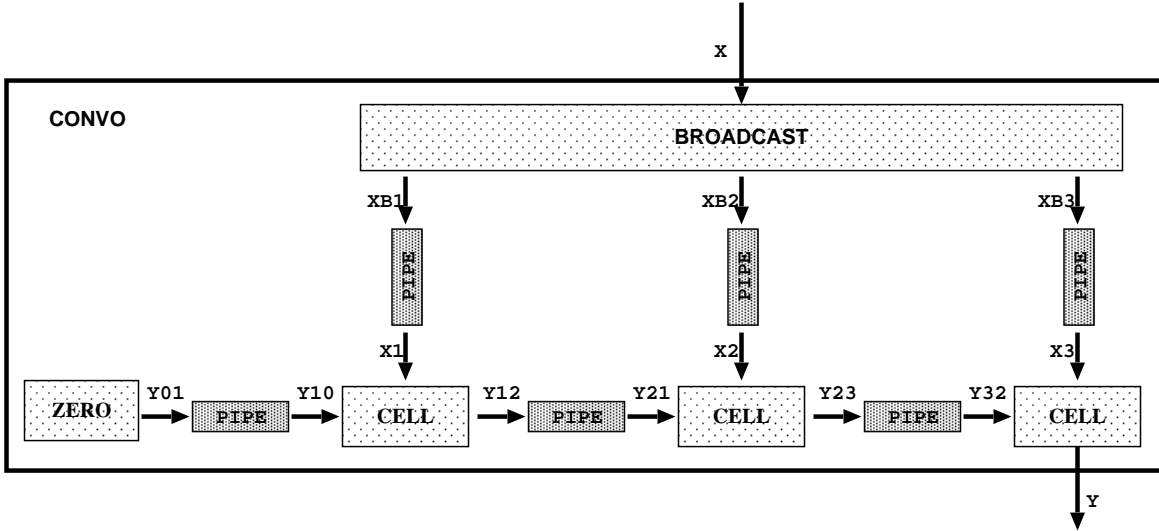 X
CONVO
BROADCAST
XB1
XB2
XB3
PIPE
PIPE
PIPE
X1
X2
X3
ZERO
Y01
PIPE
Y10
CELL
Y12
PIPE
Y21
CELL
Y23
PIPE
Y32
CELL
Y